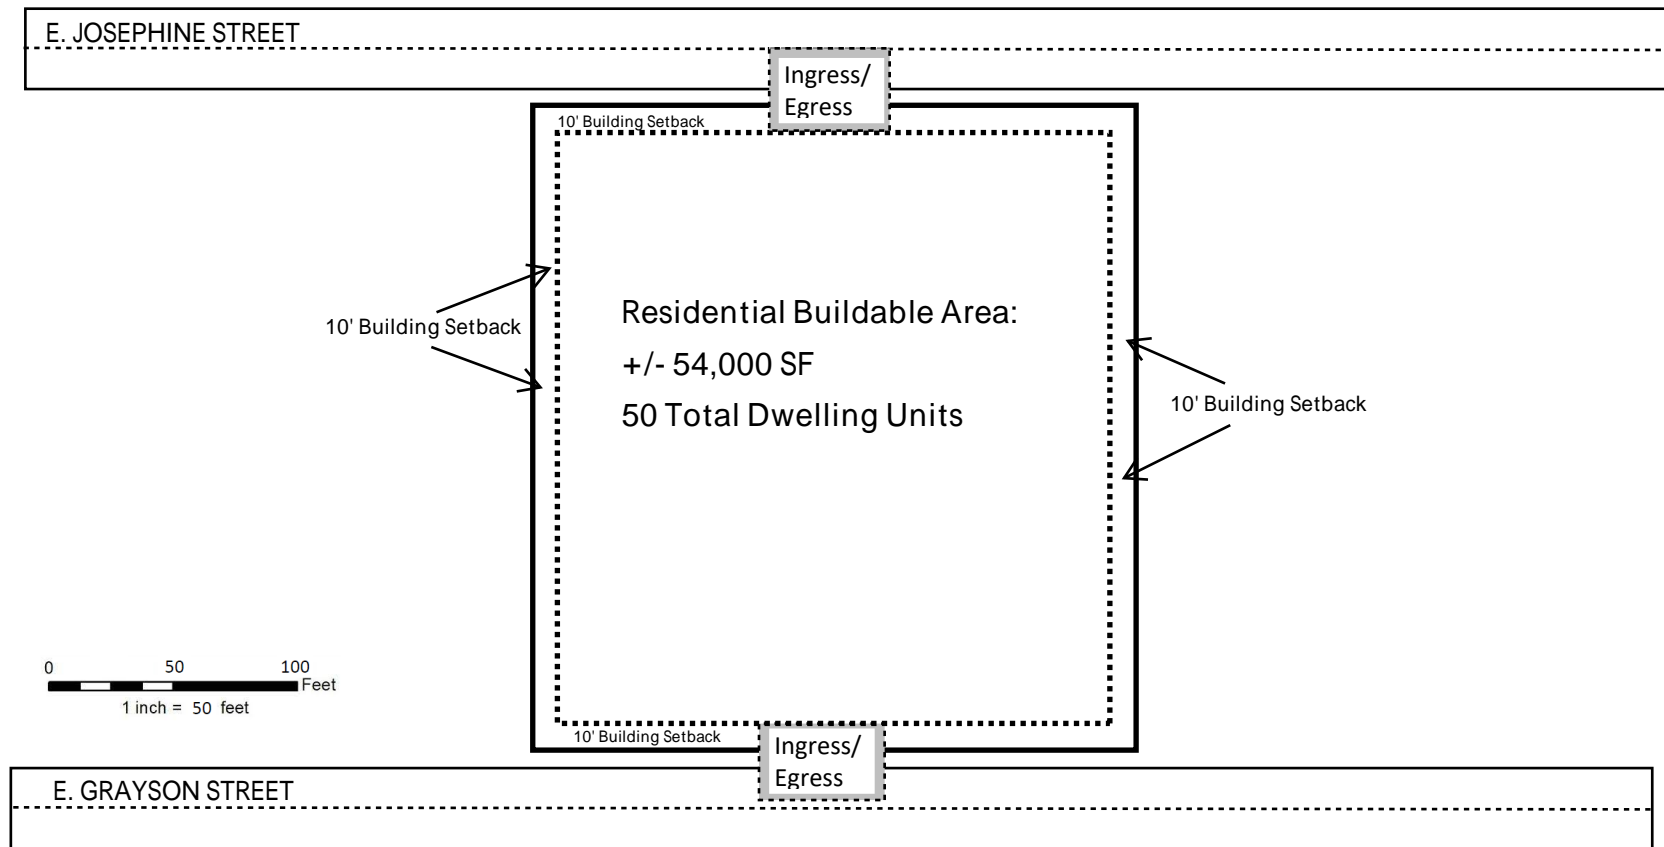 E. JOSEPHINE STREET
Ingress/
Egress
10' Building Setback
Residential Buildable Area:
+/- 54,000 SF
50 Total Dwelling Units
10' Building Setback
10' Building Setback
0 50 100
Feet
1 inch = 50 feet
10' Building Setback
Ingress/
Egress
E. GRAYSON STREET